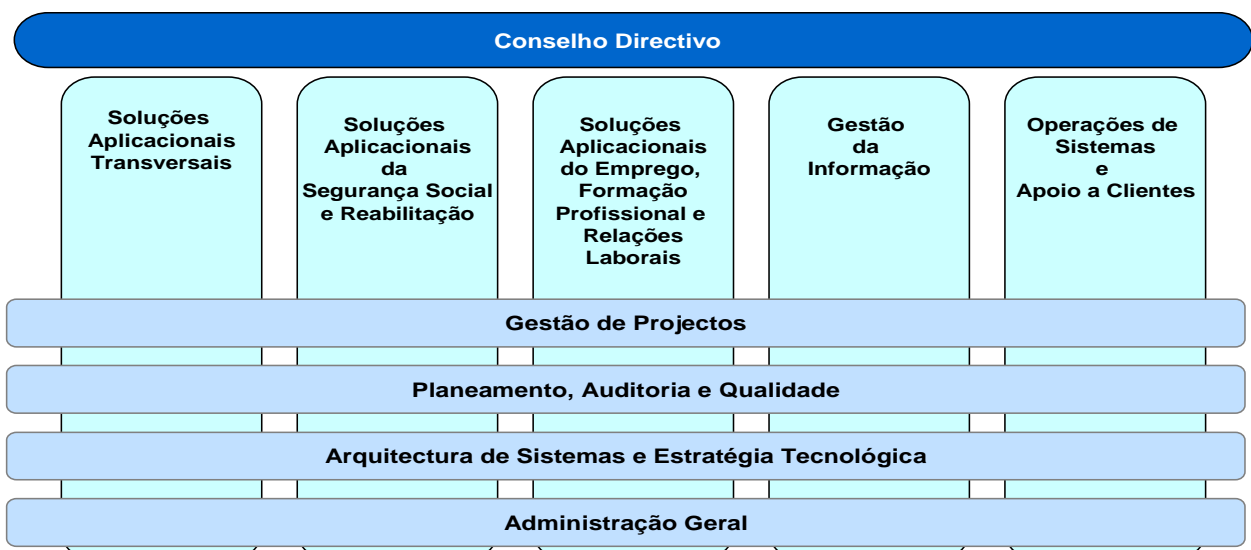 Conselho Directivo
Soluções
Aplicacionais
Transversais
Soluções
Aplicacionais
da
Segurança Social
e Reabilitação
Soluções
Aplicacionais
do Emprego,
Formação
Profissional e
Relações
Laborais
Gestão
da
Informação
Operações de
Sistemas
e
Apoio a Clientes
Gestão de Projectos
Planeamento, Auditoria e Qualidade
Arquitectura de Sistemas e Estratégia Tecnológica
Administração Geral